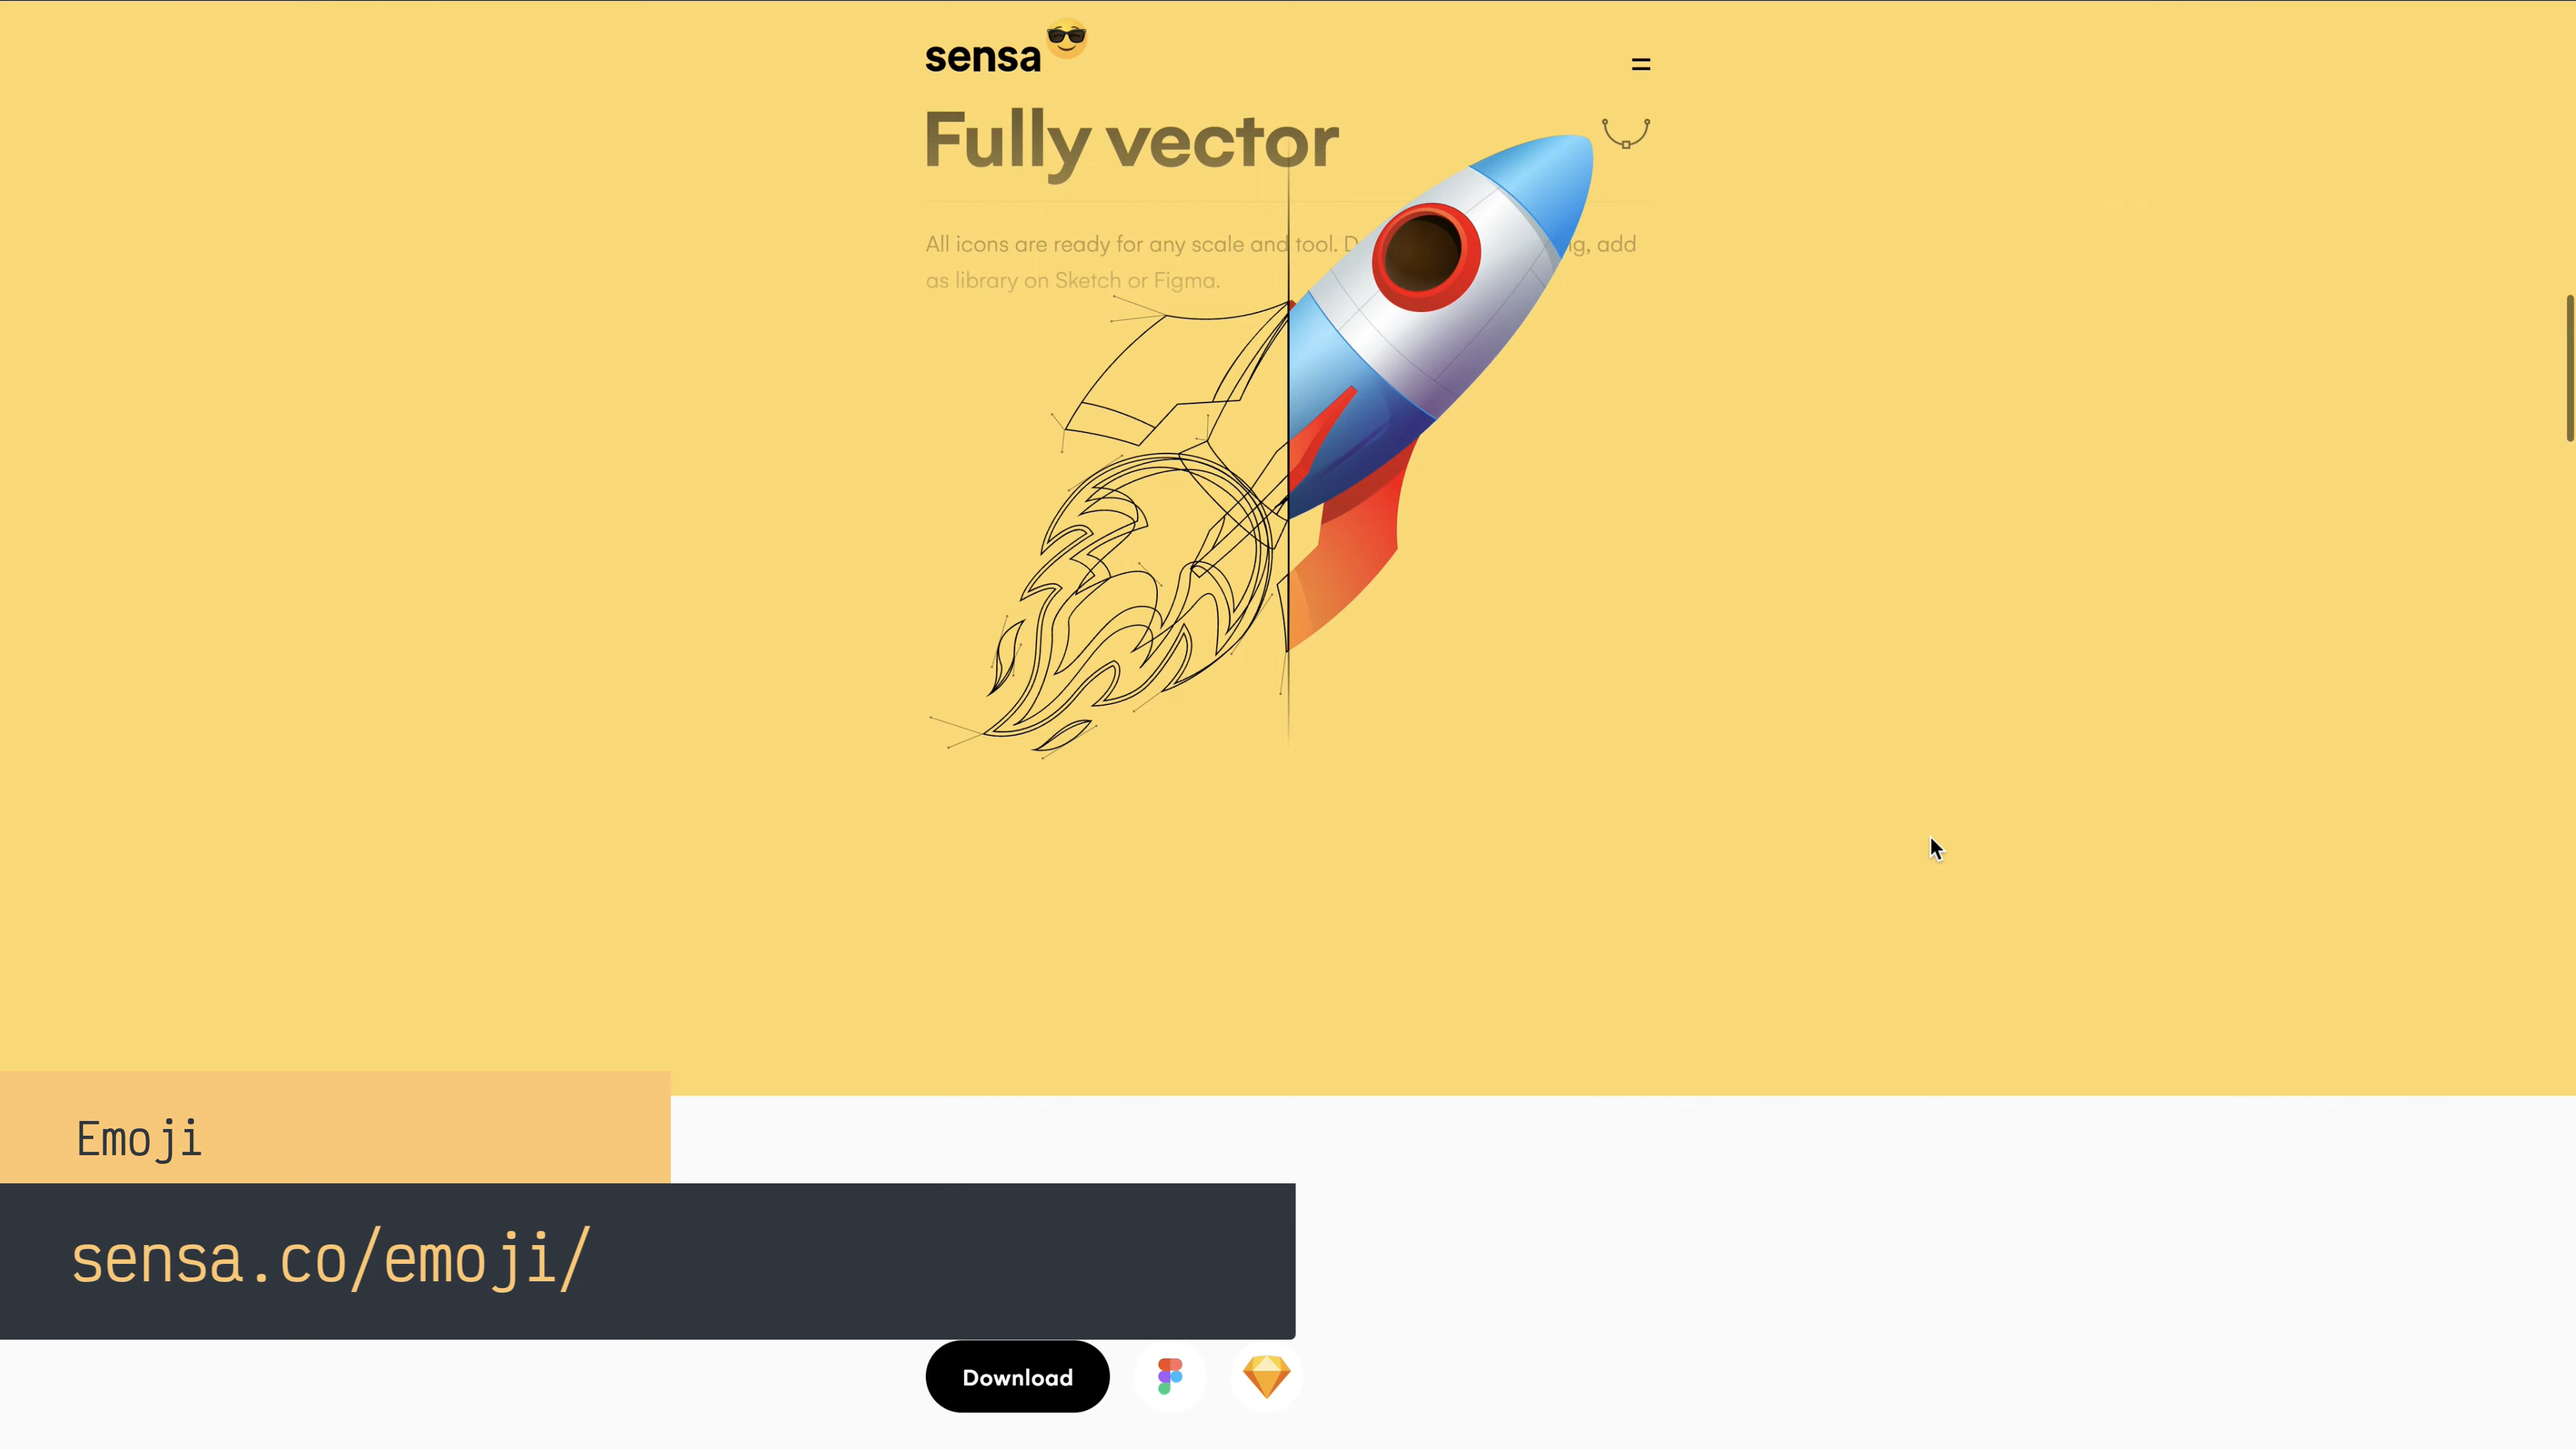 sensa
Fully vector
All icons are ready for any scale and tool. add
as library on Sketch or Figma.
Emoji
sensa.co/emoji/
Download